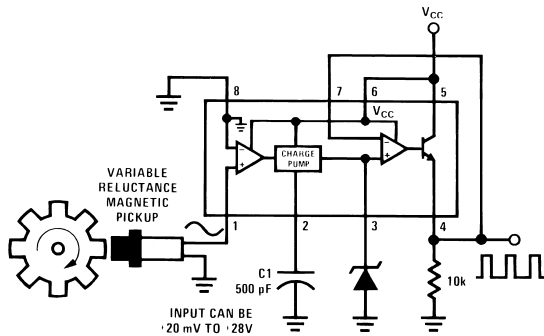 VCC
8
7
6
5
VCC
CHARGE
PUMP
VARIABLE
RELUCTANCE
MAGNETIC
PICKUP
1
2
3
4
C1
500 pF
10k
INPUT CAN BE
20 mV TO 28V